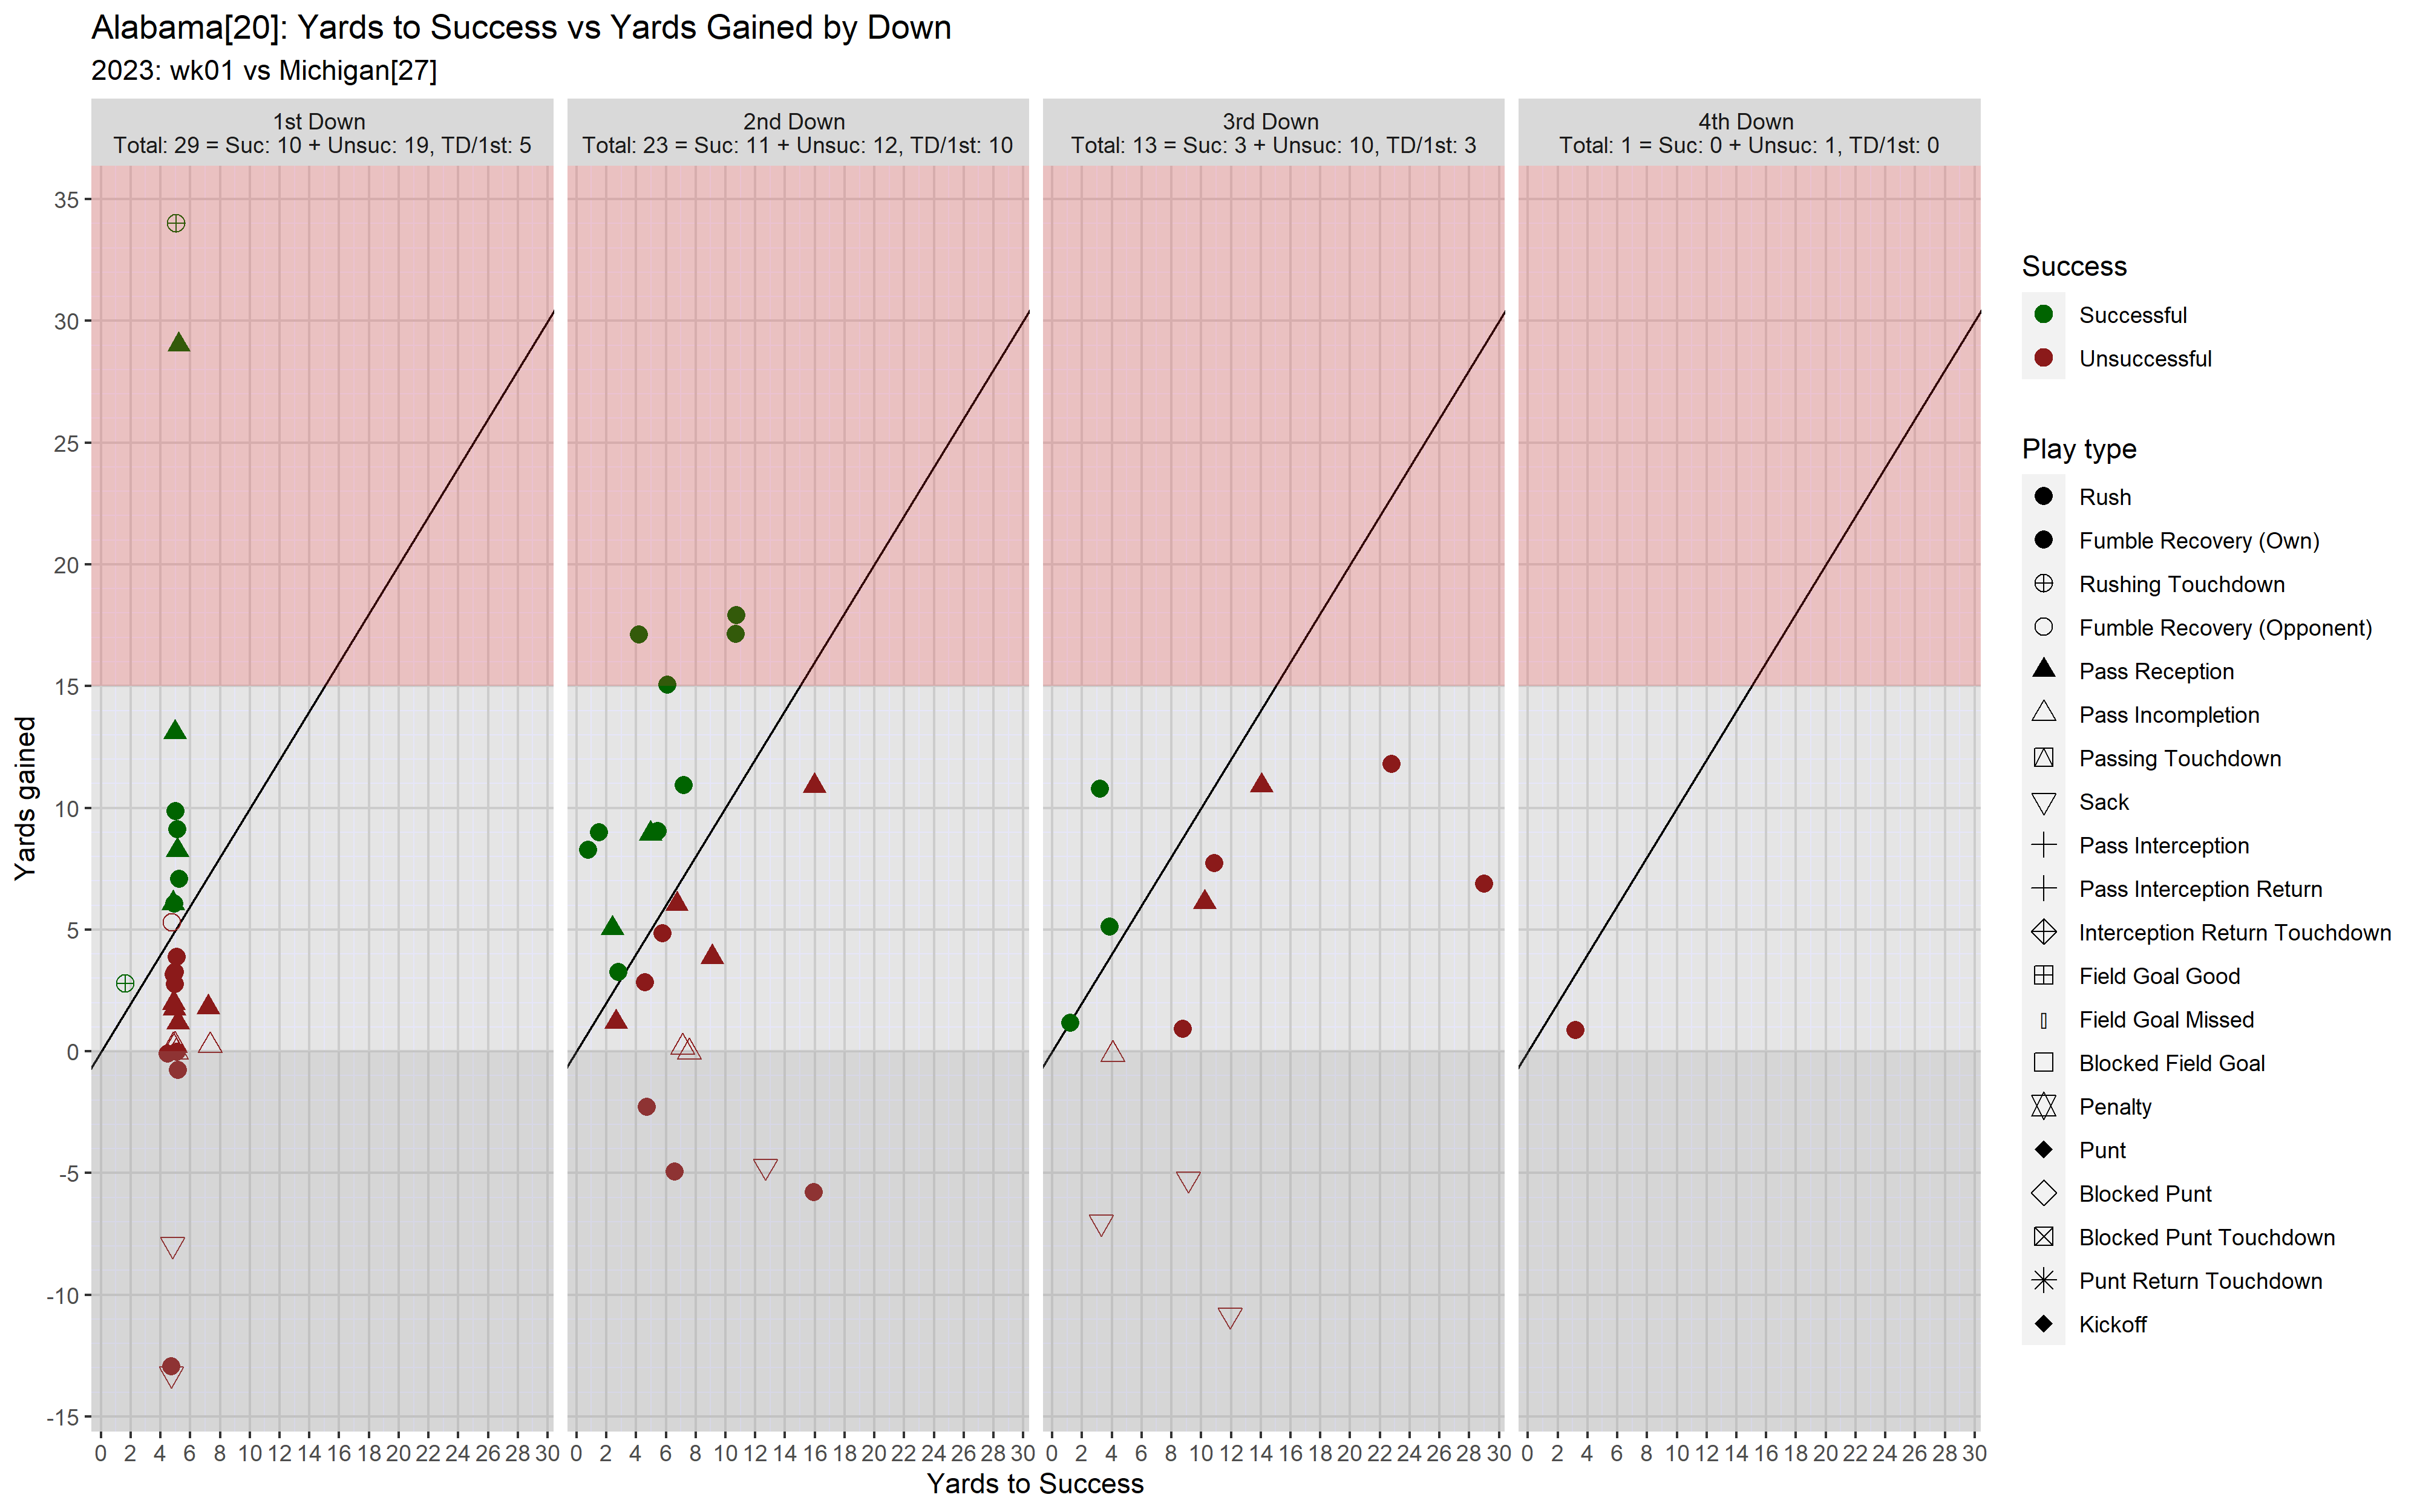 Alabama[20]: Yards to Success vs Yards Gained by Down
2023: wk01 vs Michigan[27]
1st Down
Total: 29 = Suc: 10 + Unsuc: 19, TD/1st: 5
2nd Down
Total: 23 = Suc: 11 + Unsuc: 12, TD/1st: 10
3rd Down
Total: 13 = Suc: 3 + Unsuc: 10, TD/1st: 3
4th Down
Total: 1 = Suc: 0 + Unsuc: 1, TD/1st: 0
Yards gained
35
30
25
20
15
10
5
0
-5
-10
-15
0 2 4 6 8 10 12 14 16 18 20 22 24 26 28 30
0 2 4 6 8 10 12 14 16 18 20 22 24 26 28 30
0 2 4 6 8 10 12 14 16 18 20 22 24 26 28 30
0 2 4 6 8 10 12 14 16 18 20 22 24 26 28 30
Yards to Success
Success
Successful
Unsuccessful
Play type
Rush
Fumble Recovery (Own)
Rushing Touchdown
Fumble Recovery (Opponent)
Pass Reception
Pass Incompletion
Passing Touchdown
Sack
Pass Interception
Pass Interception Return
Interception Return Touchdown
Field Goal Good
Field Goal Missed
Blocked Field Goal
Penalty
Punt
Blocked Punt
Blocked Punt Touchdown
Punt Return Touchdown
Kickoff